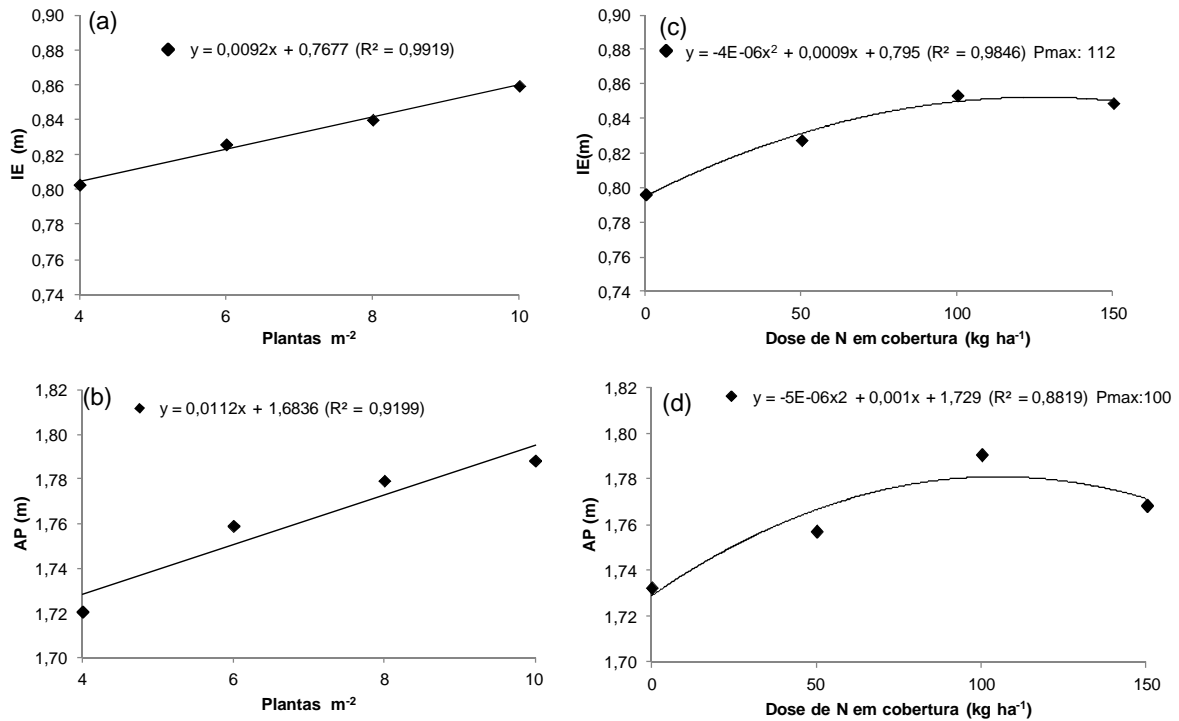 (a)
y = 0,0092x + 0,7677 (R² = 0,9919)
0,90
0,88
0,86
0,84
0,82
0,80
0,78
0,76
0,74
IE (m)
4 6 8 10
Plantas m⁻²
(c)
y = -4E-06x² + 0,0009x + 0,795 (R² = 0,9846) Pmax: 112
0,90
0,88
0,86
0,84
0,82
0,80
0,78
0,76
0,74
IE(m)
0 50 100 150
Dose de N em cobertura (kg ha⁻¹)
(b)
y = 0,0112x + 1,6836 (R² = 0,9199)
1,82
1,80
1,78
1,76
1,74
1,72
1,70
AP (m)
4 6 8 10
Plantas m⁻²
(d)
y = -5E-06x2 + 0,001x + 1,729 (R² = 0,8819) Pmax:100
1,82
1,80
1,78
1,76
1,74
1,72
1,70
AP (m)
0 50 100 150
Dose de N em cobertura (kg ha⁻¹)